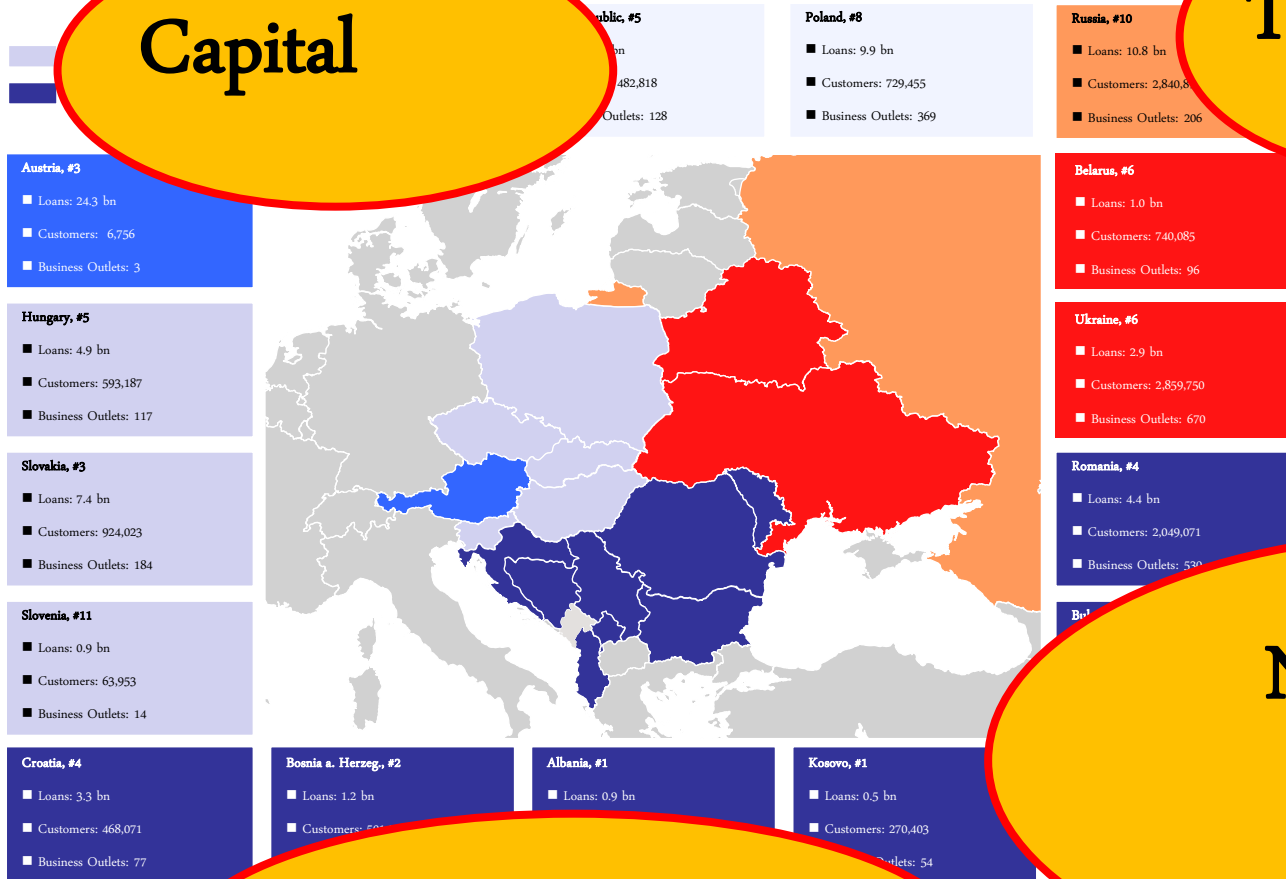 Capital
#5
482,818
Outlets: 128
Poland, #8
Loans: 9.9 bn
Customers: 729,455
Business Outlets: 369
Russia, #10
Loans: 10.8 bn
Customers:
Business Outlets: 206
Austria, #3
Loans: 24.3 bn
Customers: 6,756
Business Outlets: 3
Belarus, #6
Loans: 1.0 bn
Customers: 740,085
Business Outlets: 96
Hungary, #5
Loans: 4.9 bn
Customers: 593,187
Business Outlets: 117
Ukraine, #6
Loans: 2.9 bn
Customers: 2,859,750
Business Outlets: 670
Slovakia, #3
Loans: 7.4 bn
Customers: 924,023
Business Outlets: 184
Romania, #4
Loans: 4.4 bn
Customers: 2,049,071
Business Outlets: 530
Slovenia, #11
Loans: 0.9 bn
Customers: 63,953
Business Outlets: 14
Croatia, #4
Loans: 3.3 bn
Customers: 468,071
Business Outlets: 77
Bosnia a. Herzeg., #2
Loans: 1.2 bn
Customers:
Albania, #1
Loans: 0.9 bn
Kosovo, #1
Loans: 0.5 bn
Customers: 270,403
Outlets: 54